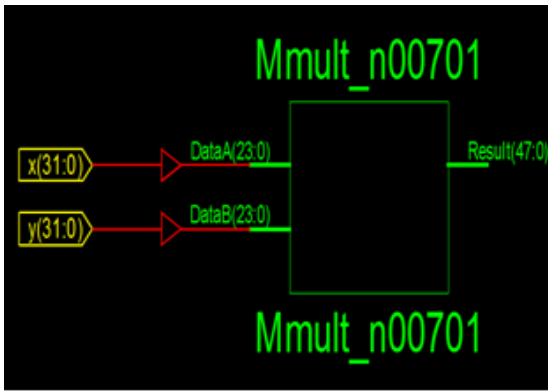 Mmult_n00701
x(31:0)
DataA(23:0)
Result(47:0)
y(31:0)
DataB(23:0)
Mmult_n00701